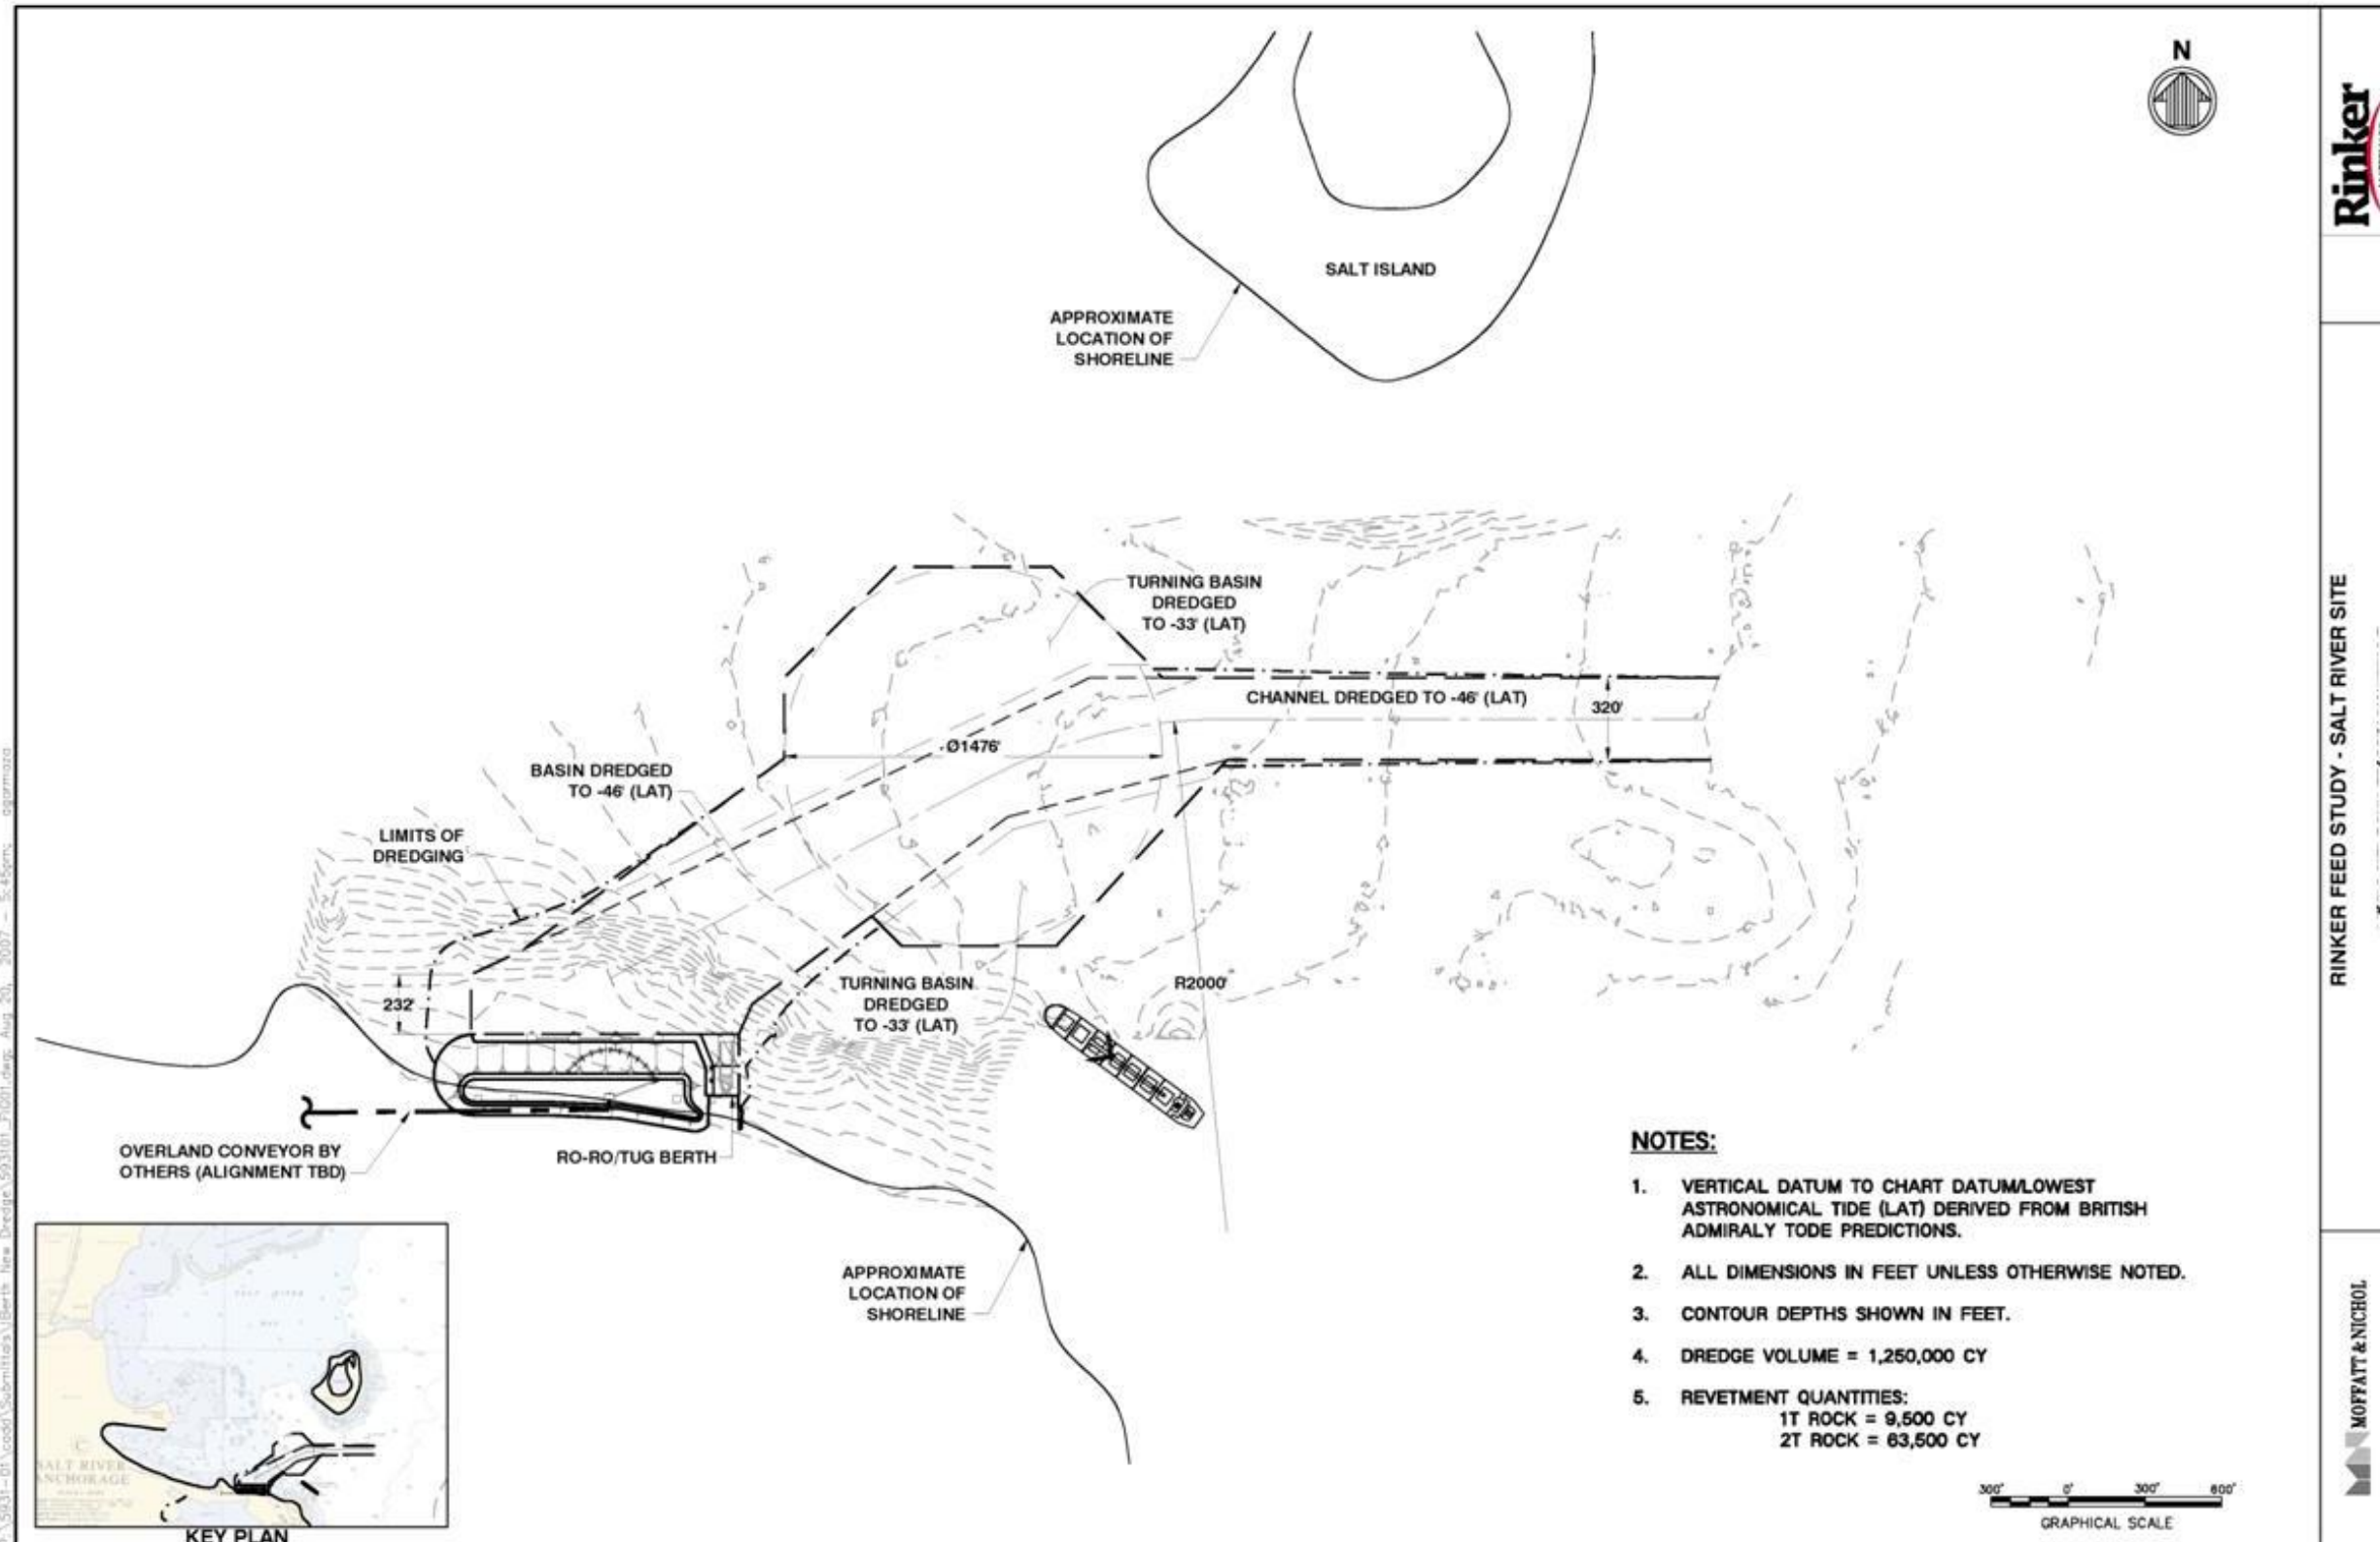 N
SALT ISLAND
APPROXIMATE
LOCATION OF
SHORELINE
TURNING BASIN
DREDGED
TO -33' (LAT)
CHANNEL DREDGED TO -46' (LAT)
320'
Ø1476'
BASIN DREDGED
TO -46' (LAT)
LIMITS OF
DREDGING
232'
TURNING BASIN
DREDGED
TO -33' (LAT)
R2000'
OVERLAND CONVEYOR BY
OTHERS (ALIGNMENT TBD)
RO-RO/TUG BERTH
APPROXIMATE
LOCATION OF
SHORELINE
SALT RIVER
ANCHORAGE
KEY PLAN
NOTES:
1. VERTICAL DATUM TO CHART DATUM/LOWEST
ASTRONOMICAL TIDE (LAT) DERIVED FROM BRITISH
ADMIRALY TODE PREDICTIONS.
2. ALL DIMENSIONS IN FEET UNLESS OTHERWISE NOTED.
3. CONTOUR DEPTHS SHOWN IN FEET.
4. DREDGE VOLUME = 1,250,000 CY
5. REVETMENT QUANTITIES:
1T ROCK = 9,500 CY
2T ROCK = 63,500 CY
300' 0' 300' 600'
GRAPHICAL SCALE
Rinker
RINKER FEED STUDY - SALT RIVER SITE
MOFFATT & NICHOL